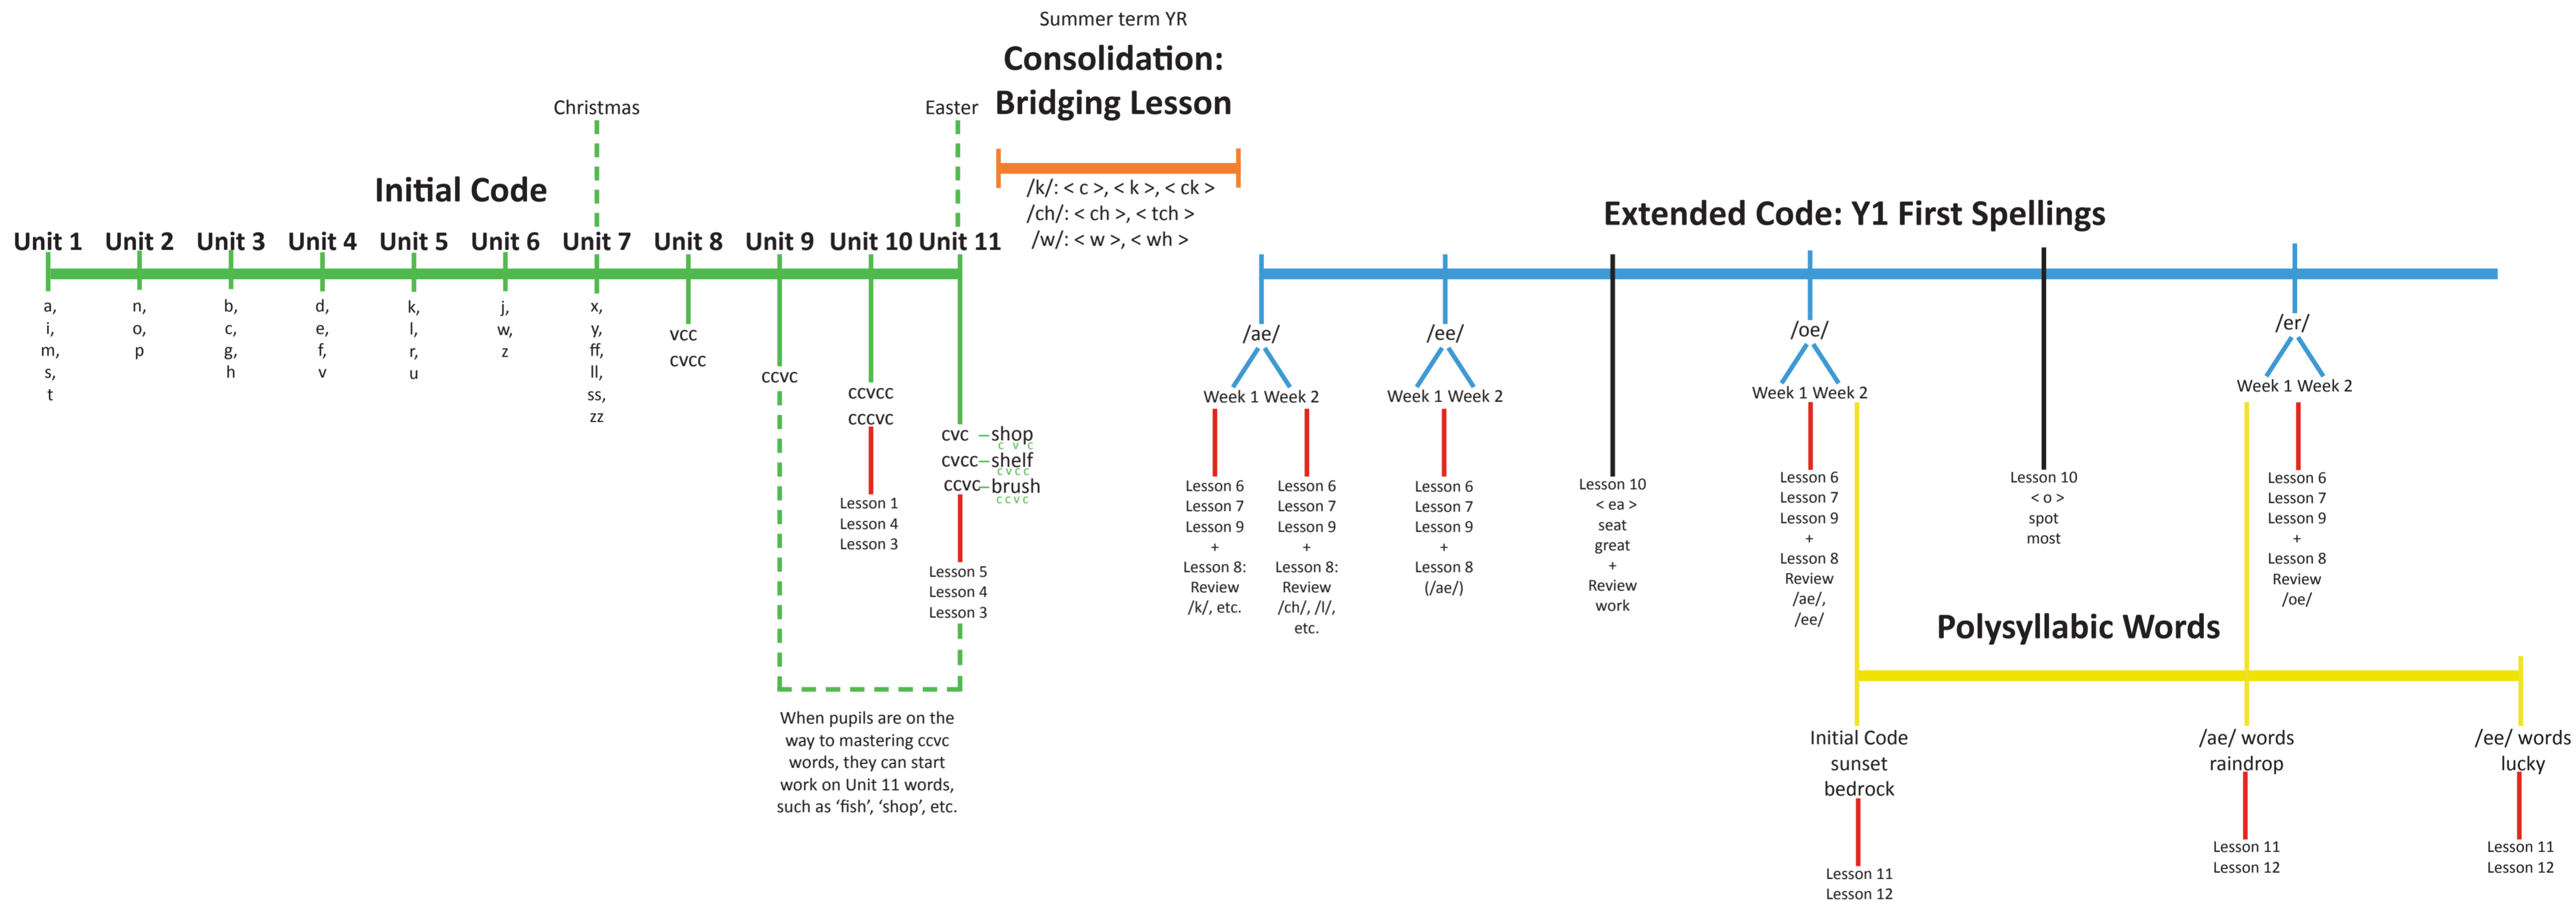 Summer term YR
Consolidation:
Bridging Lesson
Christmas
Easter
/k/: < c >, < k >, < ck >
/ch/: < ch >, < tch >
/w/: < w >, < wh >
Initial Code
Unit 1 Unit 2 Unit 3 Unit 4 Unit 5 Unit 6 Unit 7 Unit 8 Unit 9 Unit 10 Unit 11
a,
i,
m,
s,
t
n,
o,
p
b,
c,
g,
h
d,
e,
f,
v
k,
l,
r,
u
j,
w,
z
x,
y,
ff,
ll,
ss,
zz
vcc
cvcc
ccvc
ccvcc
cccvc
Lesson 1
Lesson 4
Lesson 3
cvc – shop
c v c
cvcc – shelf
c v c c
ccvc – brush
c c v c
Lesson 5
Lesson 4
Lesson 3
When pupils are on the
way to mastering ccvc
words, they can start
work on Unit 11 words,
such as ‘fish’, ‘shop’, etc.
Extended Code: Y1 First Spellings
/ae/
Week 1 Week 2
Lesson 6
Lesson 7
Lesson 9
+
Lesson 8:
Review
/k/, etc.
Lesson 6
Lesson 7
Lesson 9
+
Lesson 8:
Review
/ch/, /l/,
etc.
/ee/
Week 1 Week 2
Lesson 6
Lesson 7
Lesson 9
+
Lesson 8
(/ae/)
Lesson 10
< ea >
seat
great
+
Review
work
/oe/
Week 1 Week 2
Lesson 6
Lesson 7
Lesson 9
+
Lesson 8
Review
/ae/,
/ee/
Lesson 10
< o >
spot
most
/er/
Week 1 Week 2
Lesson 6
Lesson 7
Lesson 9
+
Lesson 8
Review
/oe/
Polysyllabic Words
Initial Code
sunset
bedrock
Lesson 11
Lesson 12
/ae/ words
raindrop
Lesson 11
Lesson 12
/ee/ words
lucky
Lesson 11
Lesson 12